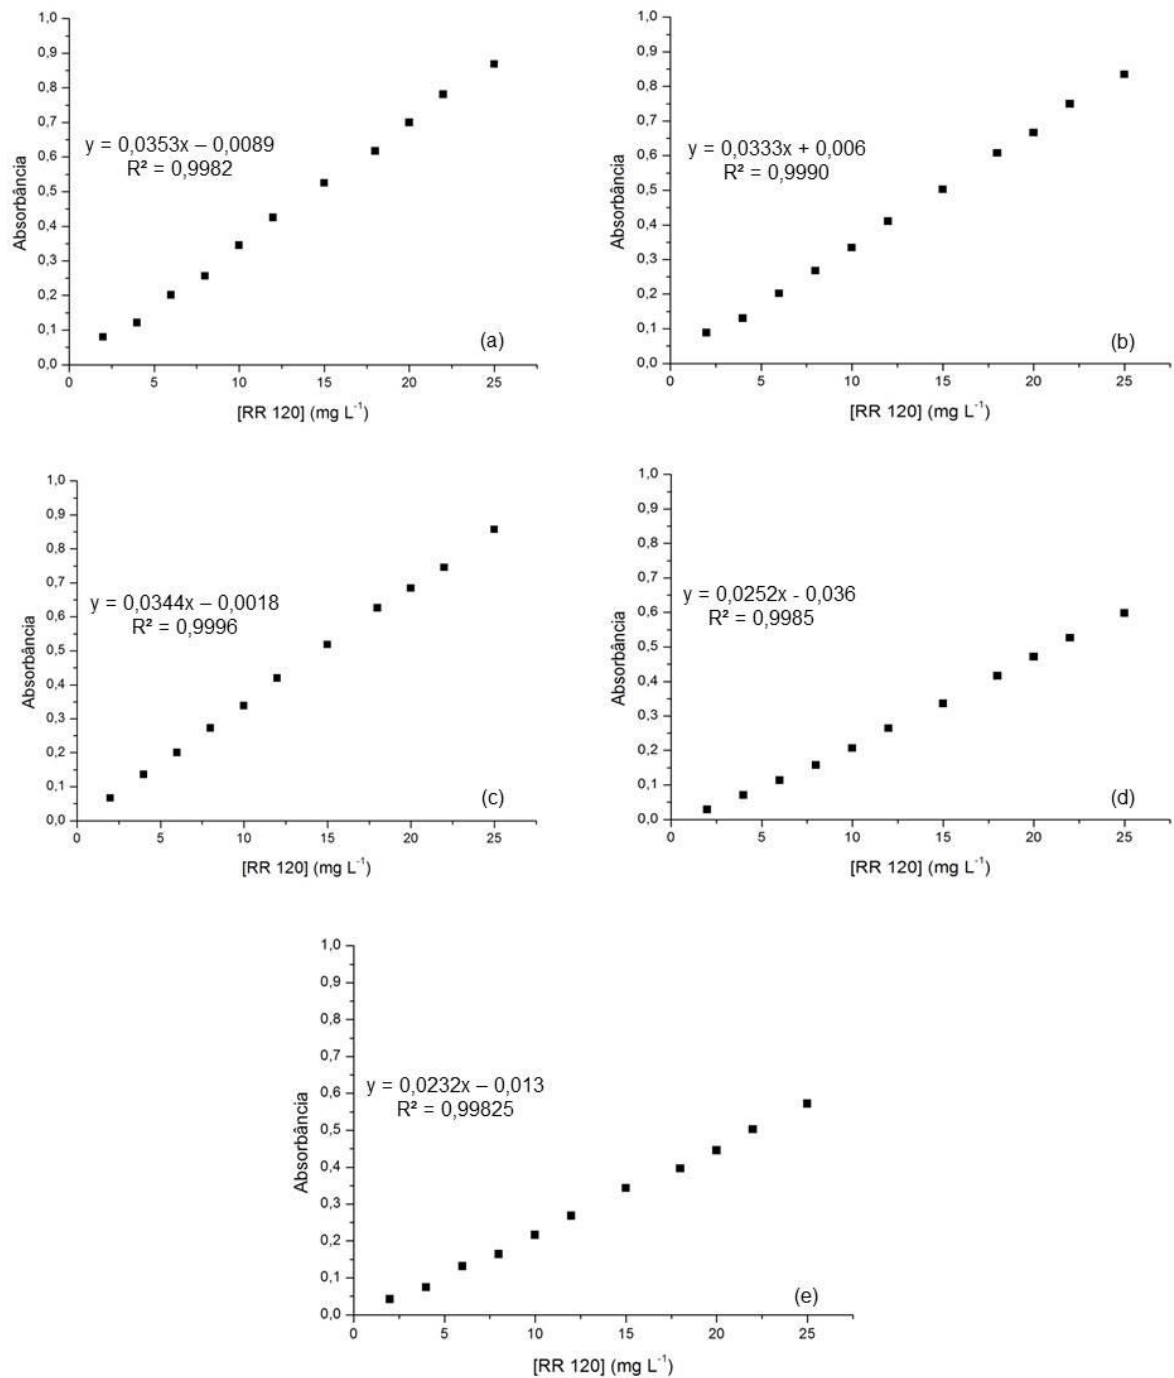 1,0
0,9
0,8
0,7
0,6
0,5
0,4
0,3
0,2
0,1
0,0
Absorbância
y = 0,0353x – 0,0089
R² = 0,9982
(a)
0 5 10 15 20 25
[RR 120] (mg L⁻¹)
1,0
0,9
0,8
0,7
0,6
0,5
0,4
0,3
0,2
0,1
0,0
Absorbância
y = 0,0333x + 0,006
R² = 0,9990
(b)
0 5 10 15 20 25
[RR 120] (mg L⁻¹)
1,0
0,9
0,8
0,7
0,6
0,5
0,4
0,3
0,2
0,1
0,0
Absorbância
y = 0,0344x – 0,0018
R² = 0,9996
(c)
0 5 10 15 20 25
[RR 120] (mg L⁻¹)
1,0
0,9
0,8
0,7
0,6
0,5
0,4
0,3
0,2
0,1
0,0
Absorbância
y = 0,0252x - 0,036
R² = 0,9985
(d)
0 5 10 15 20 25
[RR 120] (mg L⁻¹)
1,0
0,9
0,8
0,7
0,6
0,5
0,4
0,3
0,2
0,1
0,0
Absorbância
y = 0,0232x – 0,013
R² = 0,99825
(e)
0 5 10 15 20 25
[RR 120] (mg L⁻¹)